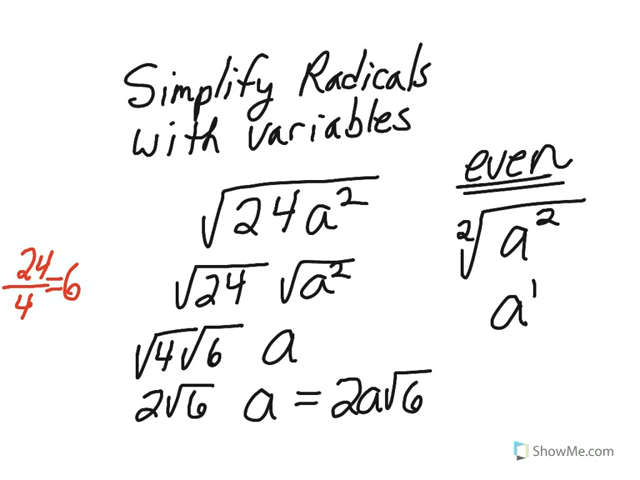 Simplify Radicals
with variables
even
√24a²
²√a²
24/4=6
√24 √a²
a¹
√4√6 a
2√6 a = 2a√6
ShowMe.com